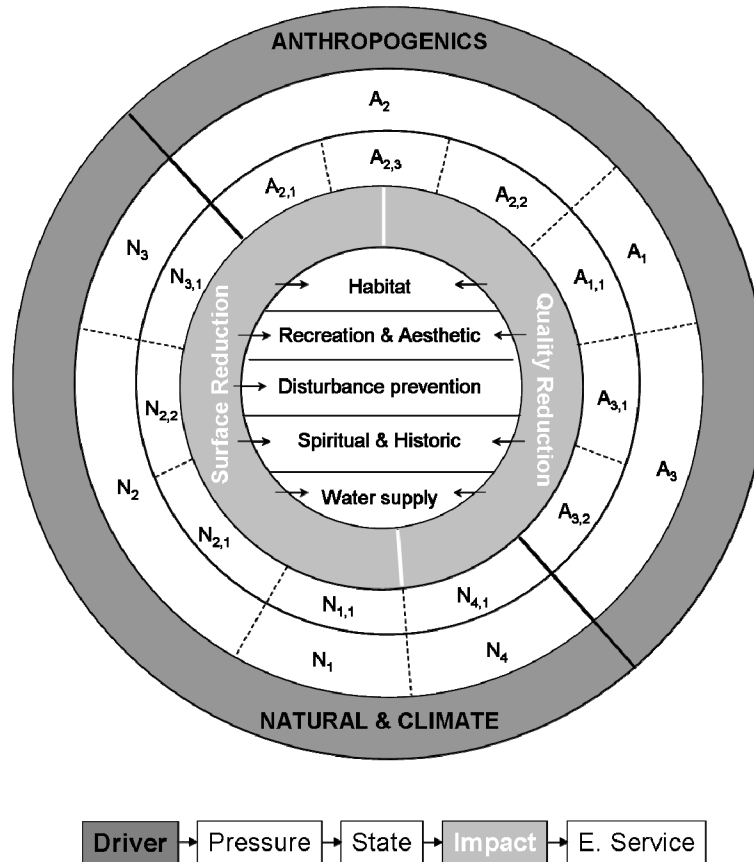 ANTHROPOGENICS
A2
A2,3
A2,1
A2,2
N3
A1
N3,1
A1,1
Habitat
Surface Reduction
Quality Reduction
Recreation & Aesthetic
Disturbance prevention
N2,2
A3,1
Spiritual & Historic
A3
N2
Water supply
A3,2
N2,1
N1,1
N4,1
N1
N4
NATURAL & CLIMATE
Driver
Pressure
State
Impact
E. Service